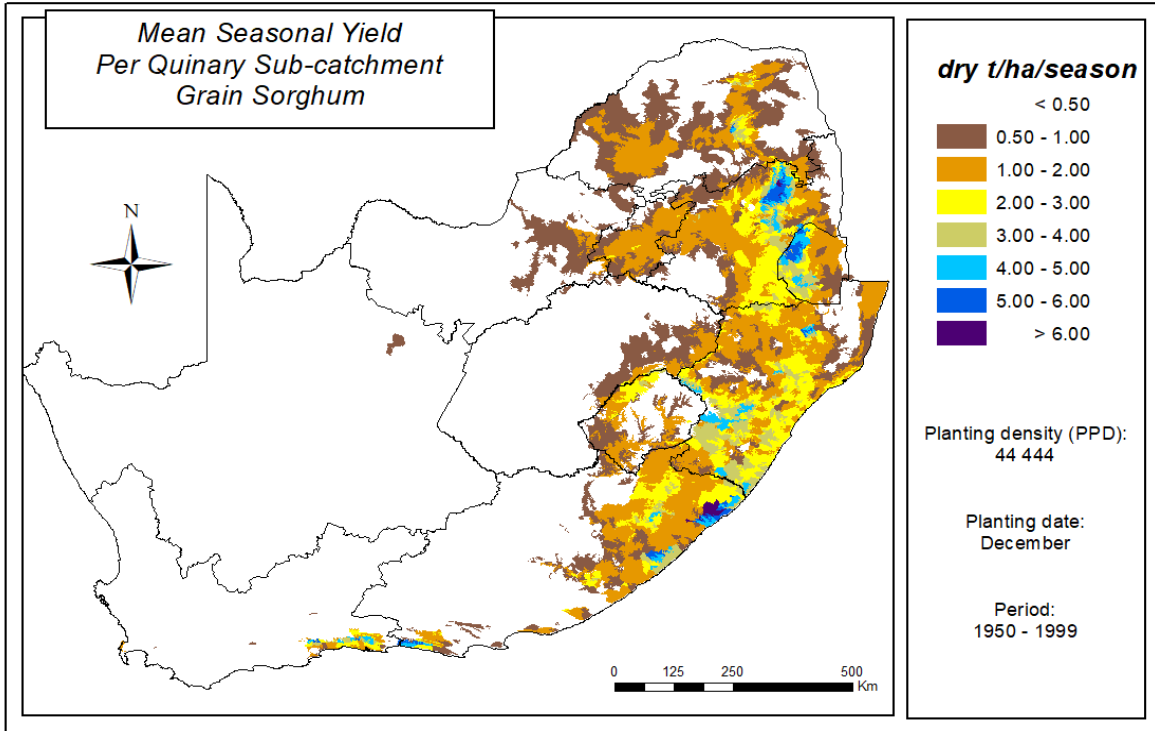 Mean Seasonal Yield
Per Quinary Sub-catchment
Grain Sorghum
N
0 125 250 500
Km
dry t/ha/season
< 0.50
0.50 - 1.00
1.00 - 2.00
2.00 - 3.00
3.00 - 4.00
4.00 - 5.00
5.00 - 6.00
> 6.00
Planting density (PPD):
44 444
Planting date:
December
Period:
1950 - 1999